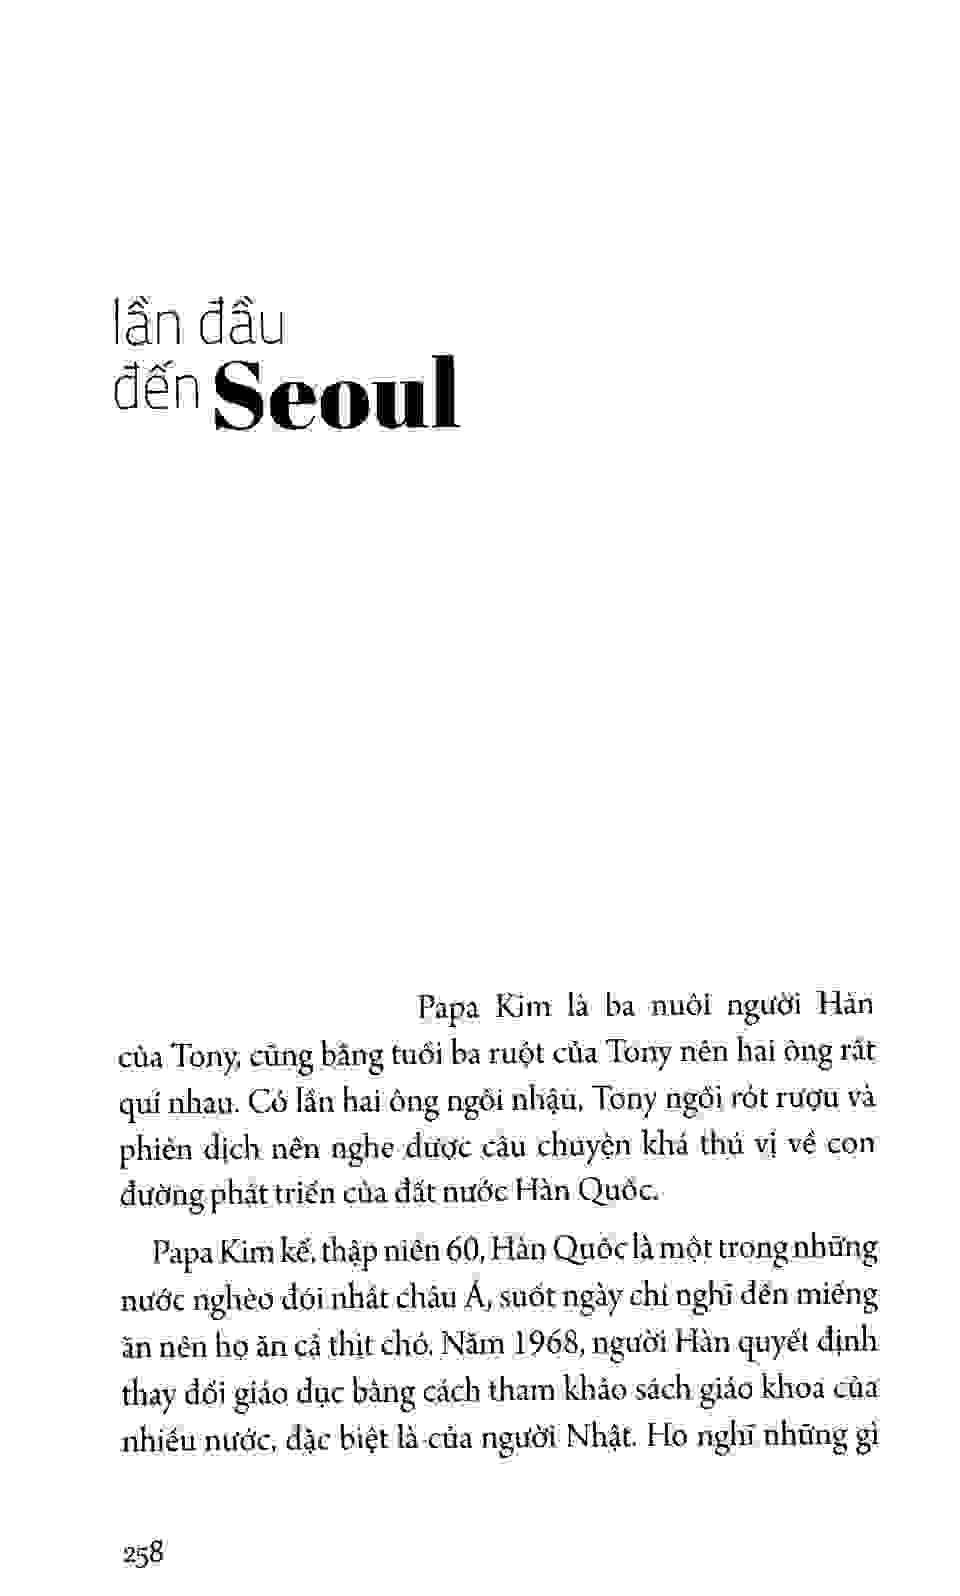 lần đầu
đến Seoul
Papa Kim là ba nuôi người Hàn
của Tony, cũng bằng tuổi ba ruột của Tony nên hai ông rất
quí nhau. Có lần hai ông ngồi nhậu, Tony ngồi rót rượu và
phiên dịch nên nghe được câu chuyện khá thú vị về con
đường phát triển của đất nước Hàn Quốc.
Papa Kim kể, thập niên 60, Hàn Quốc là một trong những
nước nghèo đói nhất châu Á, suốt ngày chỉ nghĩ đến miếng
ăn nên họ ăn cả thịt chó. Năm 1968, người Hàn quyết định
thay đổi giáo dục bằng cách tham khảo sách giáo khoa của
nhiều nước, đặc biệt là của người Nhật. Họ nghĩ những gì
258